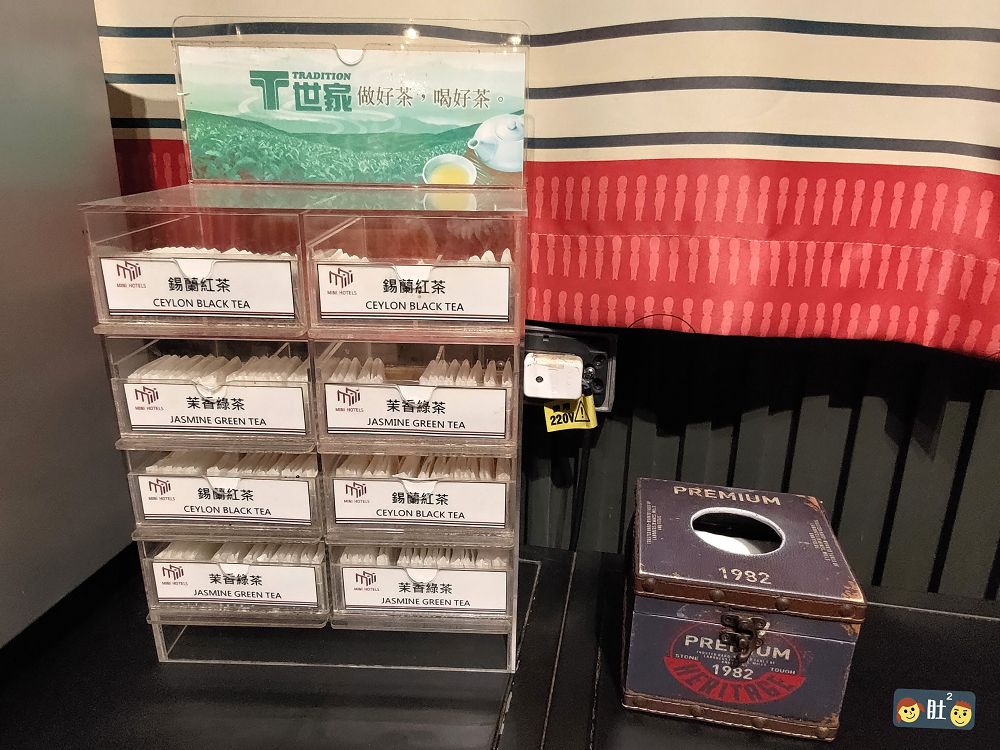 T TRADITION
世家 做好茶，喝好茶。
MINI HOTELS
錫蘭紅茶
CEYLON BLACK TEA
MINI HOTELS
錫蘭紅茶
CEYLON BLACK TEA
MINI HOTELS
茉香綠茶
JASMINE GREEN TEA
MINI HOTELS
茉香綠茶
JASMINE GREEN TEA
MINI HOTELS
錫蘭紅茶
CEYLON BLACK TEA
MINI HOTELS
錫蘭紅茶
CEYLON BLACK TEA
MINI HOTELS
茉香綠茶
JASMINE GREEN TEA
MINI HOTELS
茉香綠茶
JASMINE GREEN TEA
220V
PREMIUM
1982
PREMIUM
STONE
TOUGH
1982
HERITAGE
肚2